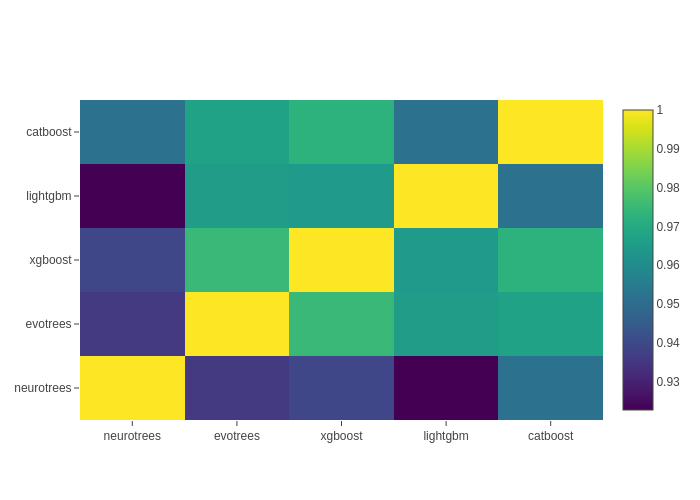 catboost
lightgbm
xgboost
evotrees
neurotrees
neurotrees evotrees xgboost lightgbm catboost
1
0.99
0.98
0.97
0.96
0.95
0.94
0.93